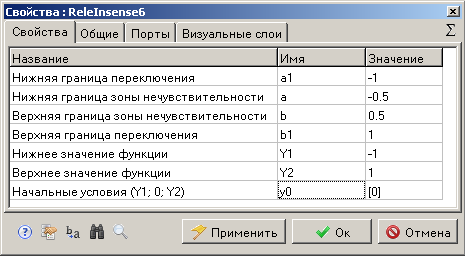 Свойства : ReleInsense6
Свойства Общие Порты Визуальные слои Σ
Название Имя Значение
Нижняя граница переключения a1 -1
Нижняя граница зоны нечувствительности a -0.5
Верхняя граница зоны нечувствительности b 0.5
Верхняя граница переключения b1 1
Нижнее значение функции Y1 -1
Верхнее значение функции Y2 1
Начальные условия (Y1; 0; Y2) y0 [0]
Применить Ok Отмена